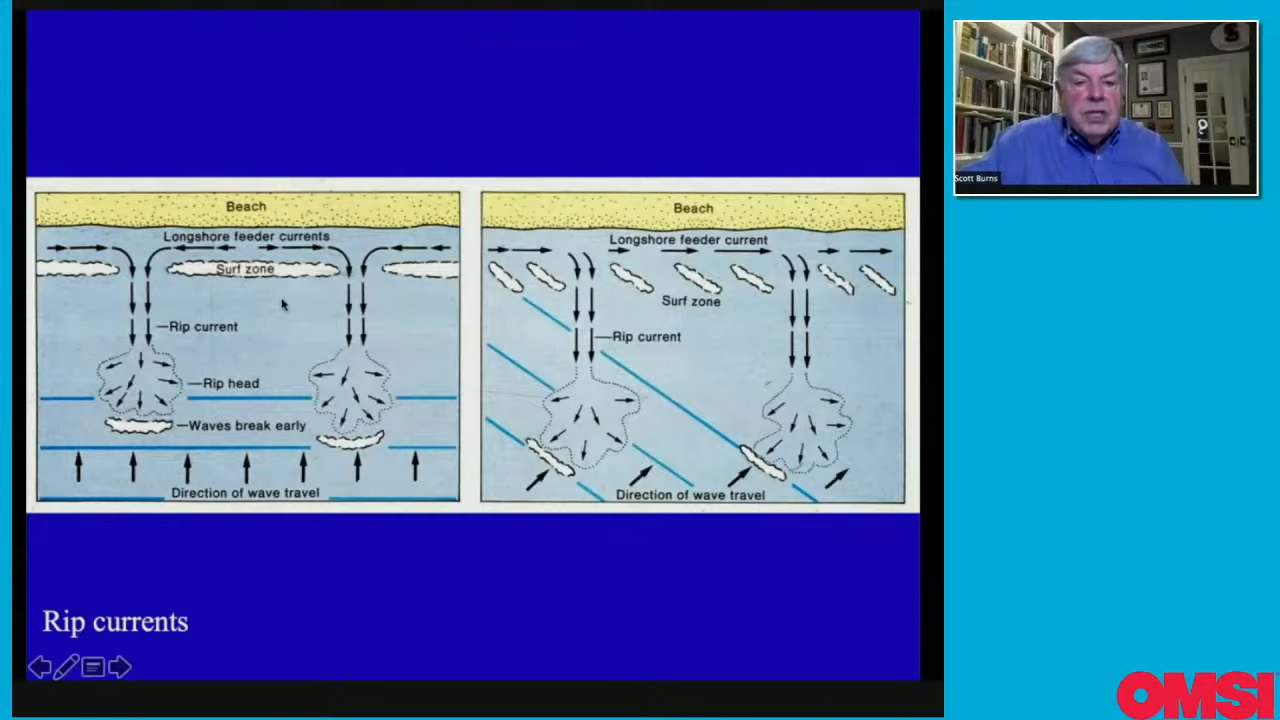 Beach
Longshore feeder currents
Surf zone
Rip current
Rip head
Waves break early
Direction of wave travel
Beach
Longshore feeder current
Surf zone
Rip current
Direction of wave travel
Rip currents
Scott Burns
OMSI